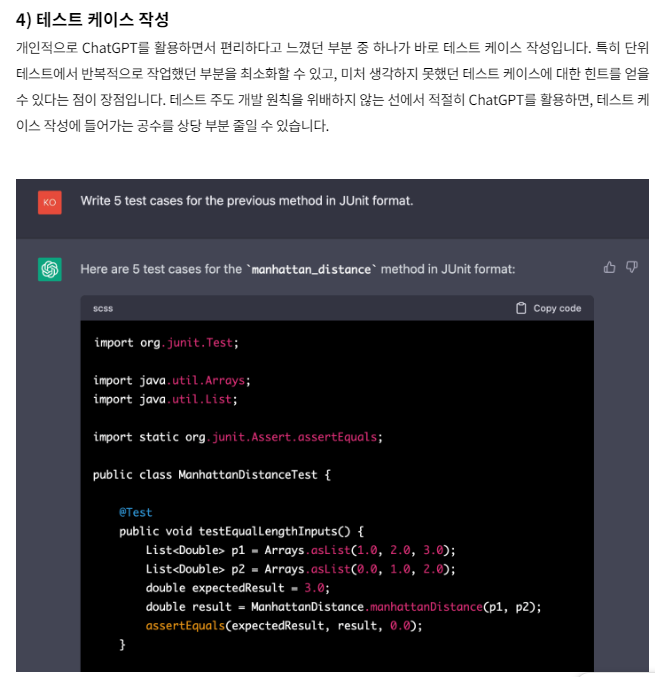 4) 테스트 케이스 작성
개인적으로 ChatGPT를 활용하면서 편리하다고 느꼈던 부분 중 하나가 바로 테스트 케이스 작성입니다. 특히 단위
테스트에서 반복적으로 작업했던 부분을 최소화할 수 있고, 미처 생각하지 못했던 테스트 케이스에 대한 힌트를 얻을
수 있다는 점이 장점입니다. 테스트 주도 개발 원칙을 위배하지 않는 선에서 적절히 ChatGPT를 활용하면, 테스트 케
이스 작성에 들어가는 공수를 상당 부분 줄일 수 있습니다.
KO
Write 5 test cases for the previous method in JUnit format.
Here are 5 test cases for the `manhattan_distance` method in JUnit format:
scss
Copy code
import org.junit.Test;
import java.util.Arrays;
import java.util.List;
import static org.junit.Assert.assertEquals;
public class ManhattanDistanceTest {
@Test
public void testEqualLengthInputs() {
List<Double> p1 = Arrays.asList(1.0, 2.0, 3.0);
List<Double> p2 = Arrays.asList(0.0, 1.0, 2.0);
double expectedResult = 3.0;
double result = ManhattanDistance.manhattanDistance(p1, p2);
assertEquals(expectedResult, result, 0.0);
}